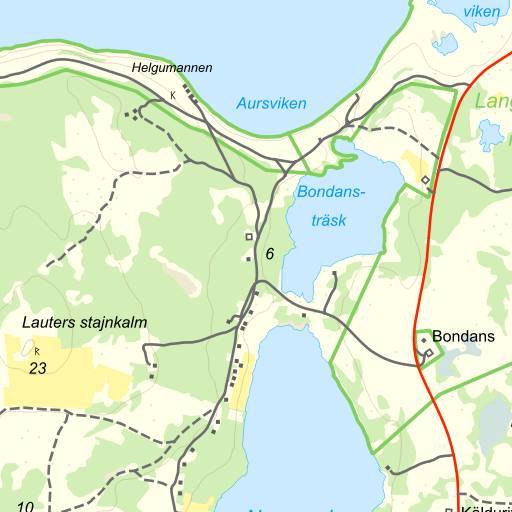 viken
Helgumannen
K
Aursviken
Lang
Bondans-
träsk
6
Lauters stajnkalm
Bondans
R
23
10